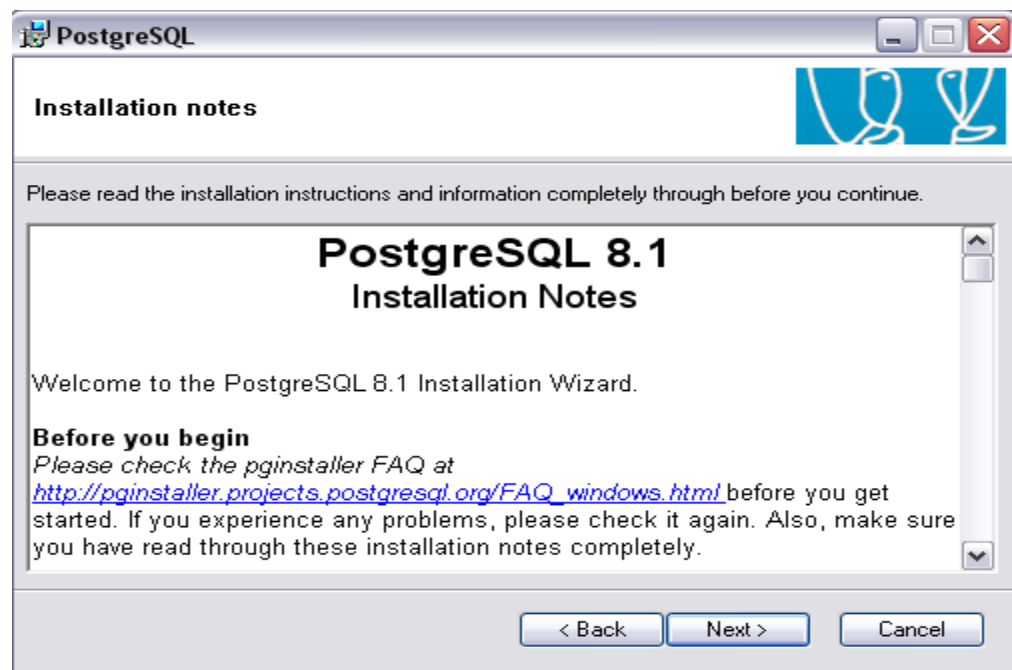 PostgreSQL
Installation notes
Please read the installation instructions and information completely through before you continue.
PostgreSQL 8.1
Installation Notes
Welcome to the PostgreSQL 8.1 Installation Wizard.
Before you begin
Please check the pginstaller FAQ at
http://pginstaller.projects.postgresql.org/FAQ_windows.html before you get
started. If you experience any problems, please check it again. Also, make sure
you have read through these installation notes completely.
< Back Next > Cancel